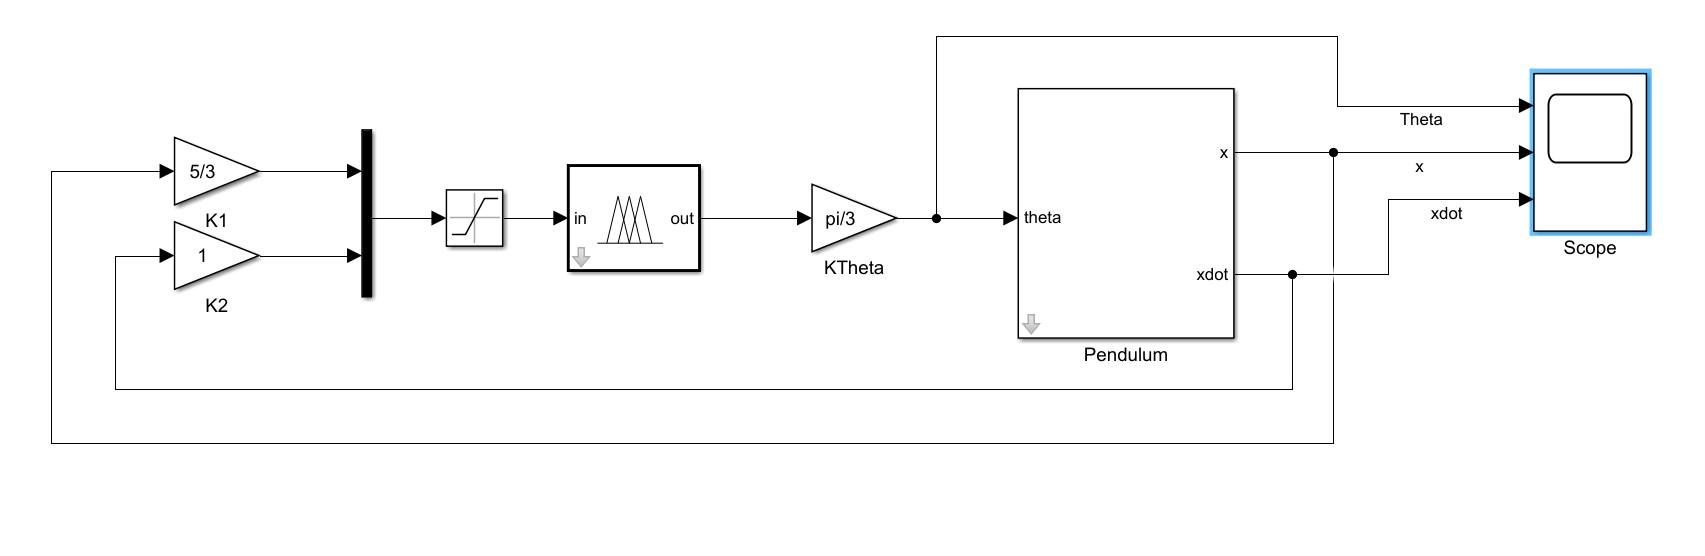 5/3
K1
1
K2
in
out
pi/3
KTheta
theta
x
xdot
Pendulum
Theta
x
xdot
Scope